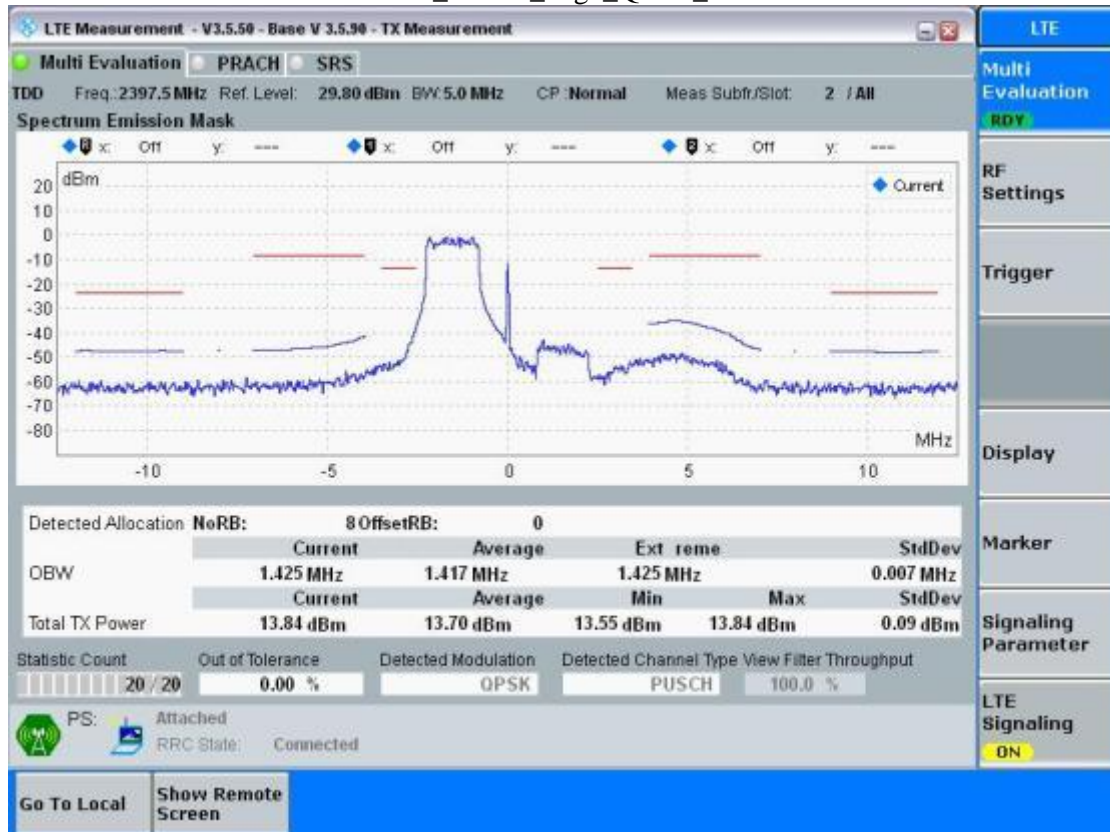 LTE Measurement - V3.5.50 - Base V 3.5.90 - TX Measurement
LTE
Multi Evaluation PRACH SRS
Multi
Evaluation
RDY
TDD Freq.:2397.5 MHz Ref. Level: 29.80 dBm BW: 5.0 MHz CP :Normal Meas Subfr./Slot: 2 / All
Spectrum Emission Mask
x: Off y: --- x: Off y: --- x: Off y: ---
dBm
Current
20
10
0
-10
-20
-30
-40
-50
-60
-70
-80
MHz
-10 -5 0 5 10
RF
Settings
Trigger
Display
Marker
Signaling
Parameter
LTE
Signaling
ON
Detected Allocation NoRB: 8 OffsetRB: 0
Current Average Ext reme StdDev
OBW 1.425 MHz 1.417 MHz 1.425 MHz 0.007 MHz
Current Average Min Max StdDev
Total TX Power 13.84 dBm 13.70 dBm 13.55 dBm 13.84 dBm 0.09 dBm
Statistic Count Out of Tolerance Detected Modulation Detected Channel Type View Filter Throughput
20 / 20 0.00 % QPSK PUSCH 100.0 %
PS: Attached
RRC State: Connected
Go To Local
Show Remote
Screen